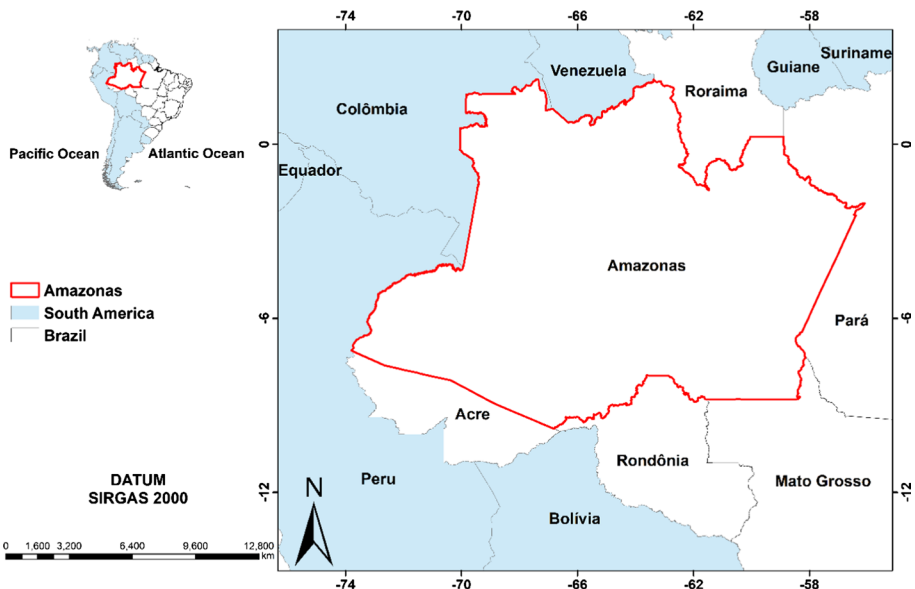 -74 -70 -66 -62 -58
Venezuela
Suriname
Guiane
Roraima
Colômbia
Pacific Ocean
Atlantic Ocean
0
0
Equador
Amazonas
Amazonas
South America
Brazil
-6
-6
Pará
Acre
Rondônia
Mato Grosso
Peru
Bolívia
DATUM
SIRGAS 2000
N
-12
-12
0 1,600 3,200 6,400 9,600 12,800
km
-74 -70 -66 -62 -58